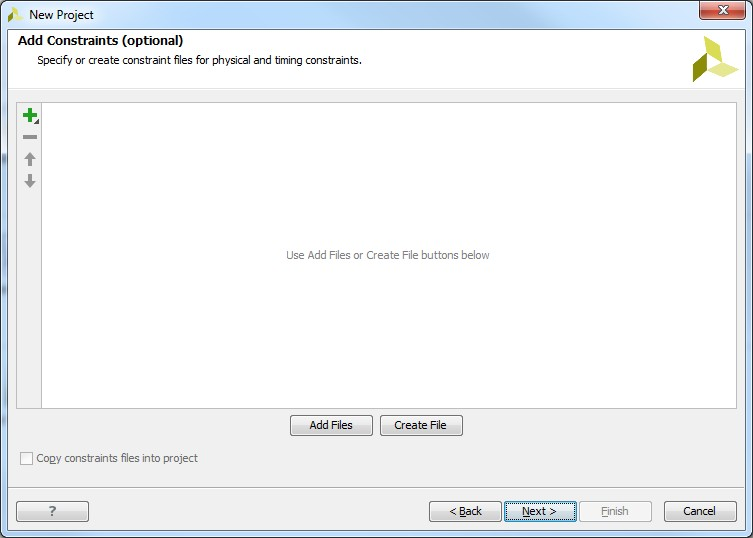 New Project
Add Constraints (optional)
Specify or create constraint files for physical and timing constraints.
Use Add Files or Create File buttons below
Add Files
Create File
Copy constraints files into project
?
< Back
Next >
Finish
Cancel